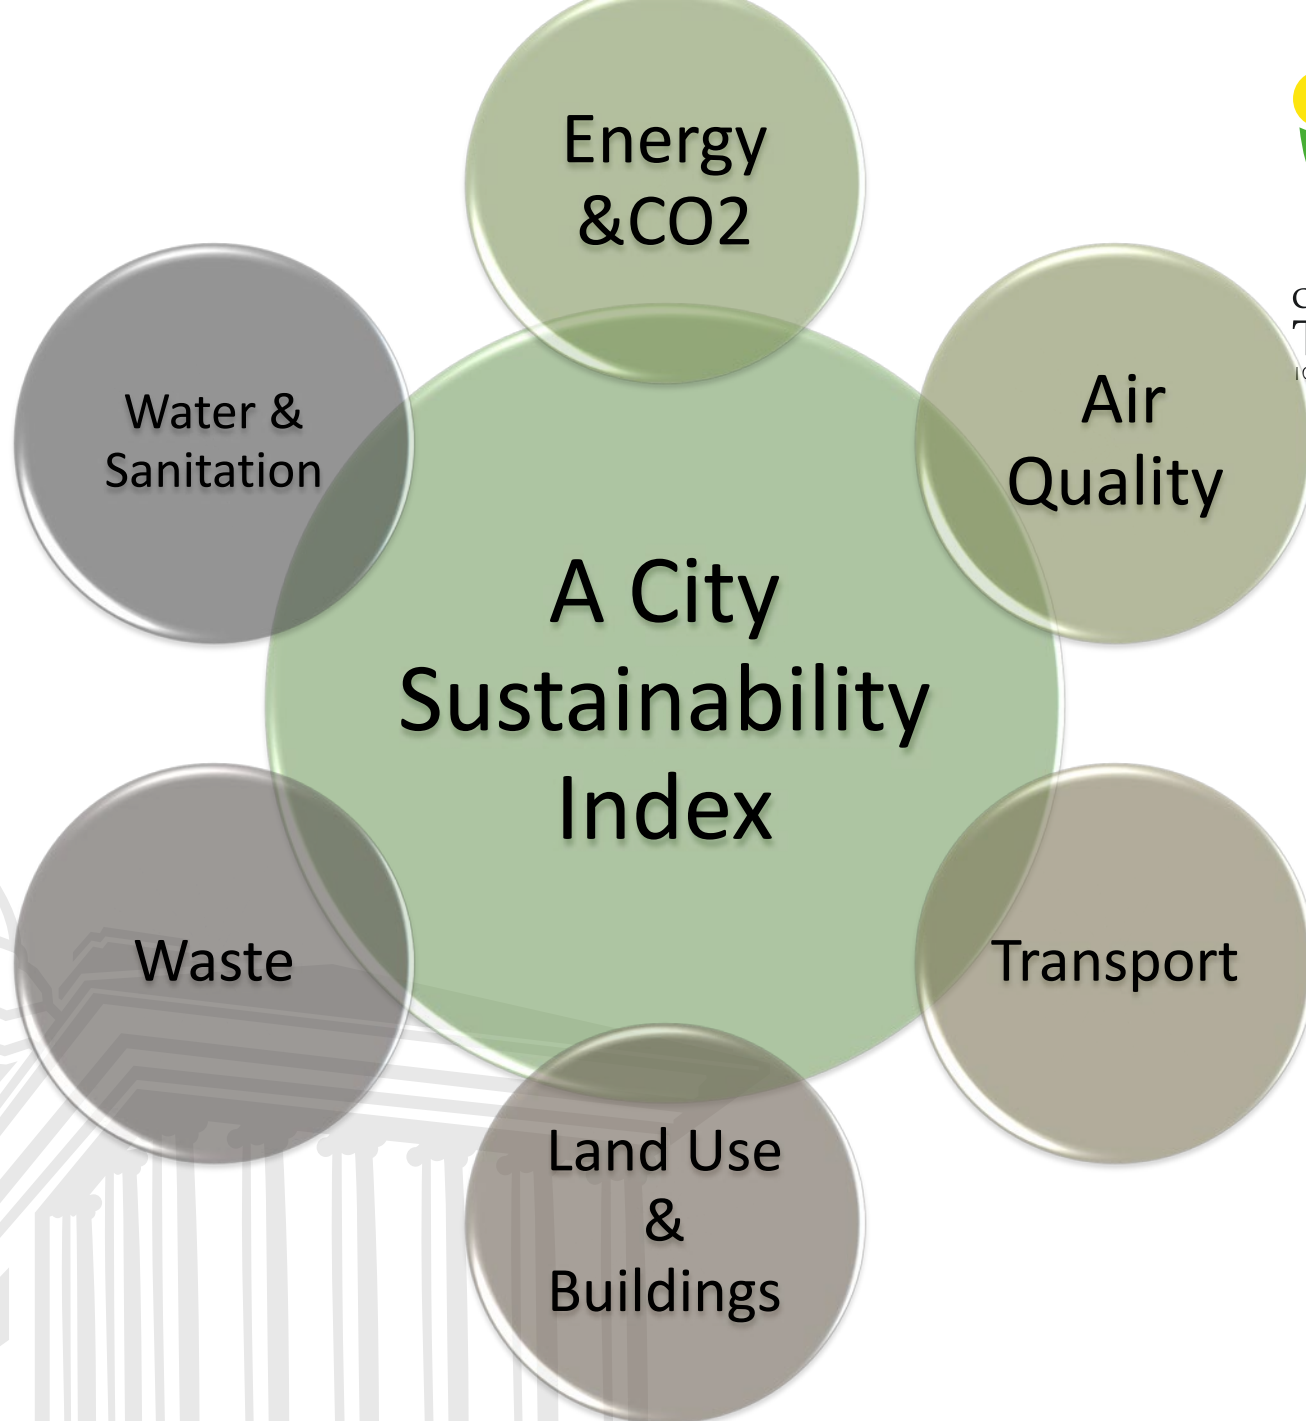 Energy
&CO2
Air
Quality
Water &
Sanitation
A City
Sustainability
Index
Waste
Transport
Land Use
&
Buildings